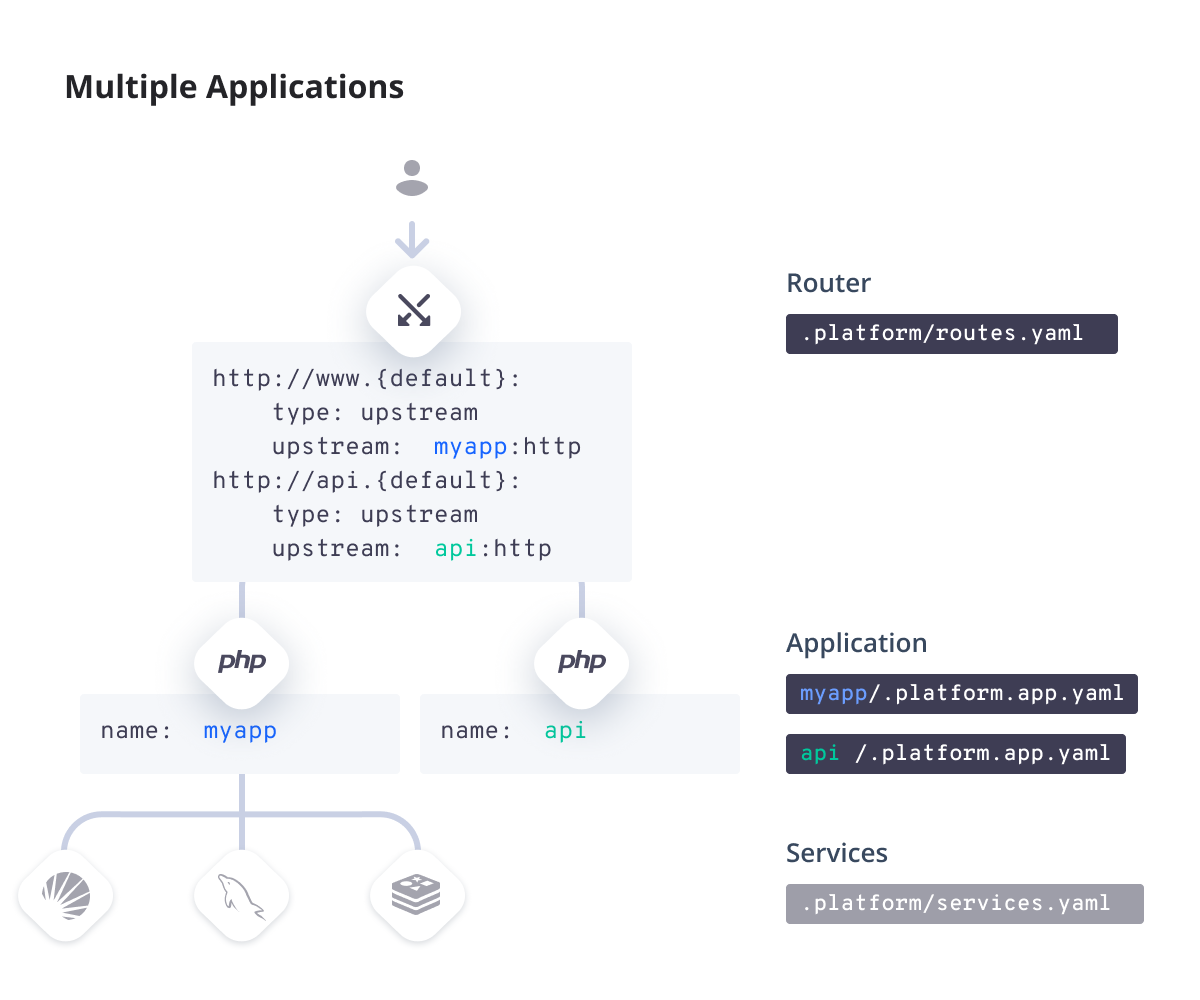 Multiple Applications
http://www.{default}:
    type: upstream
    upstream:  myapp:http
http://api.{default}:
    type: upstream
    upstream:  api:http
php
php
name:  myapp
name:  api
Router
.platform/routes.yaml
Application
myapp/.platform.app.yaml
api /.platform.app.yaml
Services
.platform/services.yaml